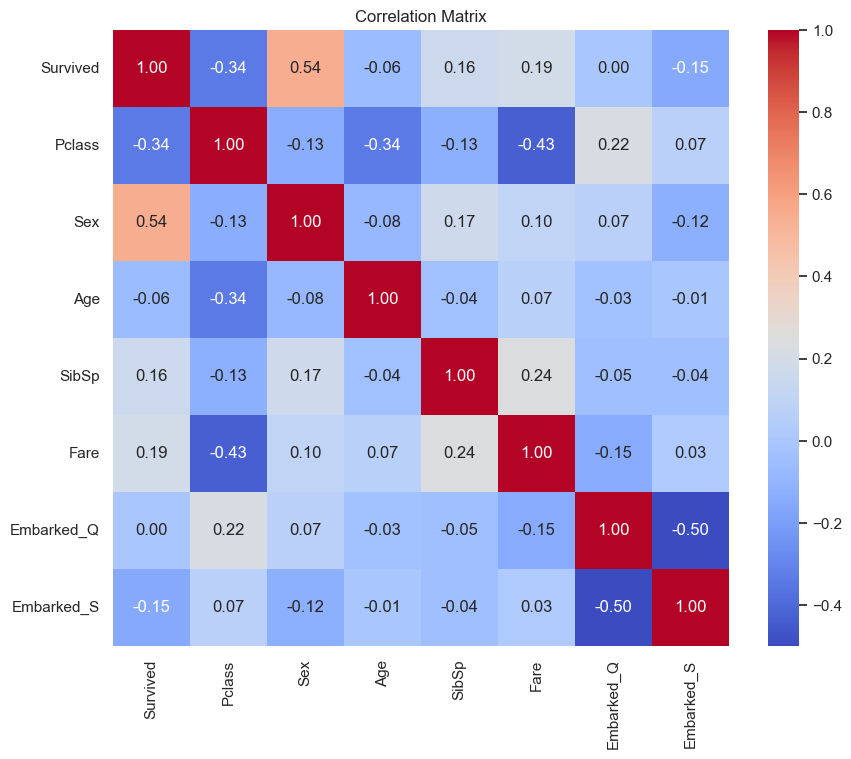 Correlation Matrix
Survived 1.00 -0.34 0.54 -0.06 0.16 0.19 0.00 -0.15
Pclass -0.34 1.00 -0.13 -0.34 -0.13 -0.43 0.22 0.07
Sex 0.54 -0.13 1.00 -0.08 0.17 0.10 0.07 -0.12
Age -0.06 -0.34 -0.08 1.00 -0.04 0.07 -0.03 -0.01
SibSp 0.16 -0.13 0.17 -0.04 1.00 0.24 -0.05 -0.04
Fare 0.19 -0.43 0.10 0.07 0.24 1.00 -0.15 0.03
Embarked_Q 0.00 0.22 0.07 -0.03 -0.05 -0.15 1.00 -0.50
Embarked_S -0.15 0.07 -0.12 -0.01 -0.04 0.03 -0.50 1.00
Survived Pclass Sex Age SibSp Fare Embarked_Q Embarked_S
1.0
0.8
0.6
0.4
0.2
0.0
−0.2
−0.4